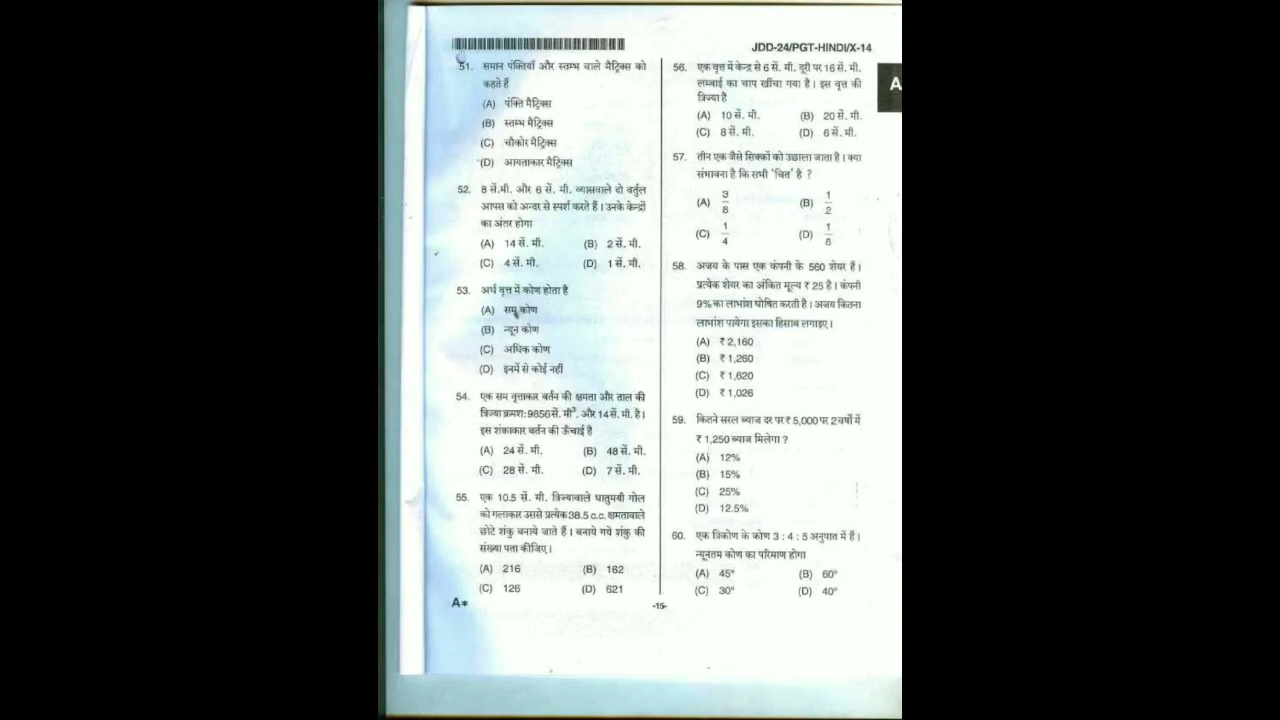 JDD-24/PGT-HINDI/X-14
51. समान पंक्तियाँ और स्तम्भ वाले मैट्रिक्स को
कहते हैं
(A) पंक्ति मैट्रिक्स
(B) स्तम्भ मैट्रिक्स
(C) चौकोर मैट्रिक्स
(D) आयताकार मैट्रिक्स
52. 8 सें.मी. और 6 सें. मी. व्यासवाले दो वर्तुल
आपस को अन्दर से स्पर्श करते हैं। उनके केन्द्रों
का अंतर होगा
(A) 14 सें. मी. (B) 2 सें. मी.
(C) 4 सें. मी. (D) 1 सें. मी.
53. अर्ध वृत्त में कोण होता है
(A) सम कोण
(B) न्यून कोण
(C) अधिक कोण
(D) इनमें से कोई नहीं
54. एक सम वृत्ताकार बर्तन की क्षमता और ताल की
त्रिज्या क्रमश: 9856 सें. मी³. और 14 सें. मी. है।
इस शंकाकार बर्तन की ऊँचाई है
(A) 24 सें. मी. (B) 48 सें. मी.
(C) 28 सें. मी. (D) 7 सें. मी.
55. एक 10.5 सें. मी. त्रिज्यावाले धातुमयी गोल
को गलाकार उससे प्रत्येक 38.5 c.c. क्षमतावाले
छोटे शंकु बनाये जाते हैं। बनाये गये शंकु की
संख्या पता कीजिए।
(A) 216 (B) 162
(C) 126 (D) 621
56. एक वृत्त में केन्द्र से 6 सें. मी. दूरी पर 16 सें. मी.
लम्बाई का चाप खींचा गया है। इस वृत्त की
त्रिज्या है
(A) 10 सें. मी. (B) 20 सें. मी.
(C) 8 सें. मी. (D) 6 सें. मी.
57. तीन एक जैसे सिक्कों को उछाला जाता है। क्या
संभावना है कि सभी 'चित' है ?
(A) 3/8 (B) 1/2
(C) 1/4 (D) 1/8
58. अजय के पास एक कंपनी के 560 शेयर हैं।
प्रत्येक शेयर का अंकित मूल्य ₹ 25 है। कंपनी
9% का लाभांश घोषित करती है। अजय कितना
लाभांश पायेगा इसका हिसाब लगाइए।
(A) ₹ 2,160
(B) ₹ 1,260
(C) ₹ 1,620
(D) ₹ 1,026
59. कितने सरल ब्याज दर पर ₹ 5,000 पर 2 वर्षों में
₹ 1,250 ब्याज मिलेगा ?
(A) 12%
(B) 15%
(C) 25%
(D) 12.5%
60. एक त्रिकोण के कोण 3 : 4 : 5 अनुपात में हैं।
न्यूनतम कोण का परिमाण होगा
(A) 45° (B) 60°
(C) 30° (D) 40°
A
A*
-15-